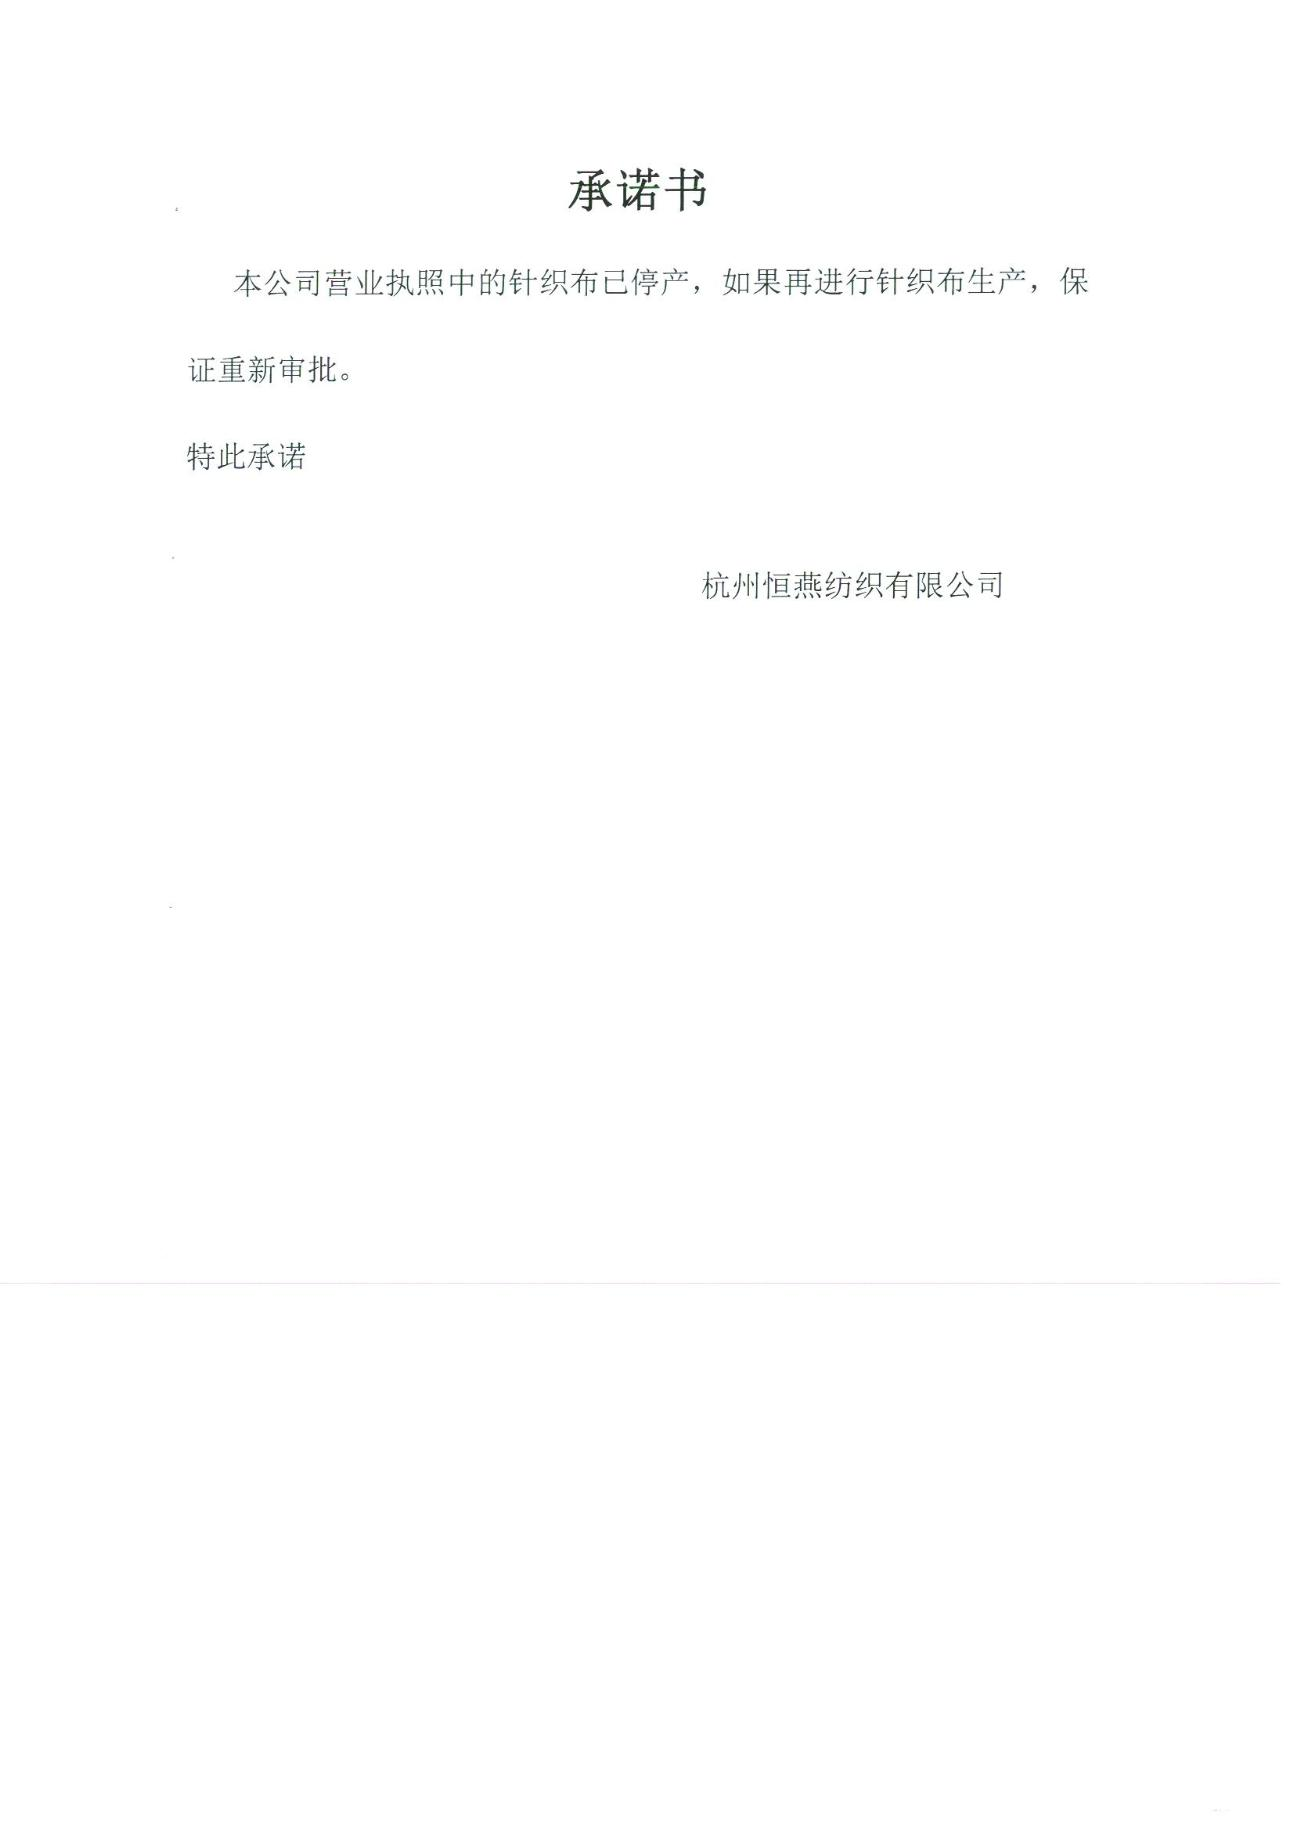 承诺书
本公司营业执照中的针织布已停产，如果再进行针织布生产，保
证重新审批。
特此承诺
杭州恒燕纺织有限公司